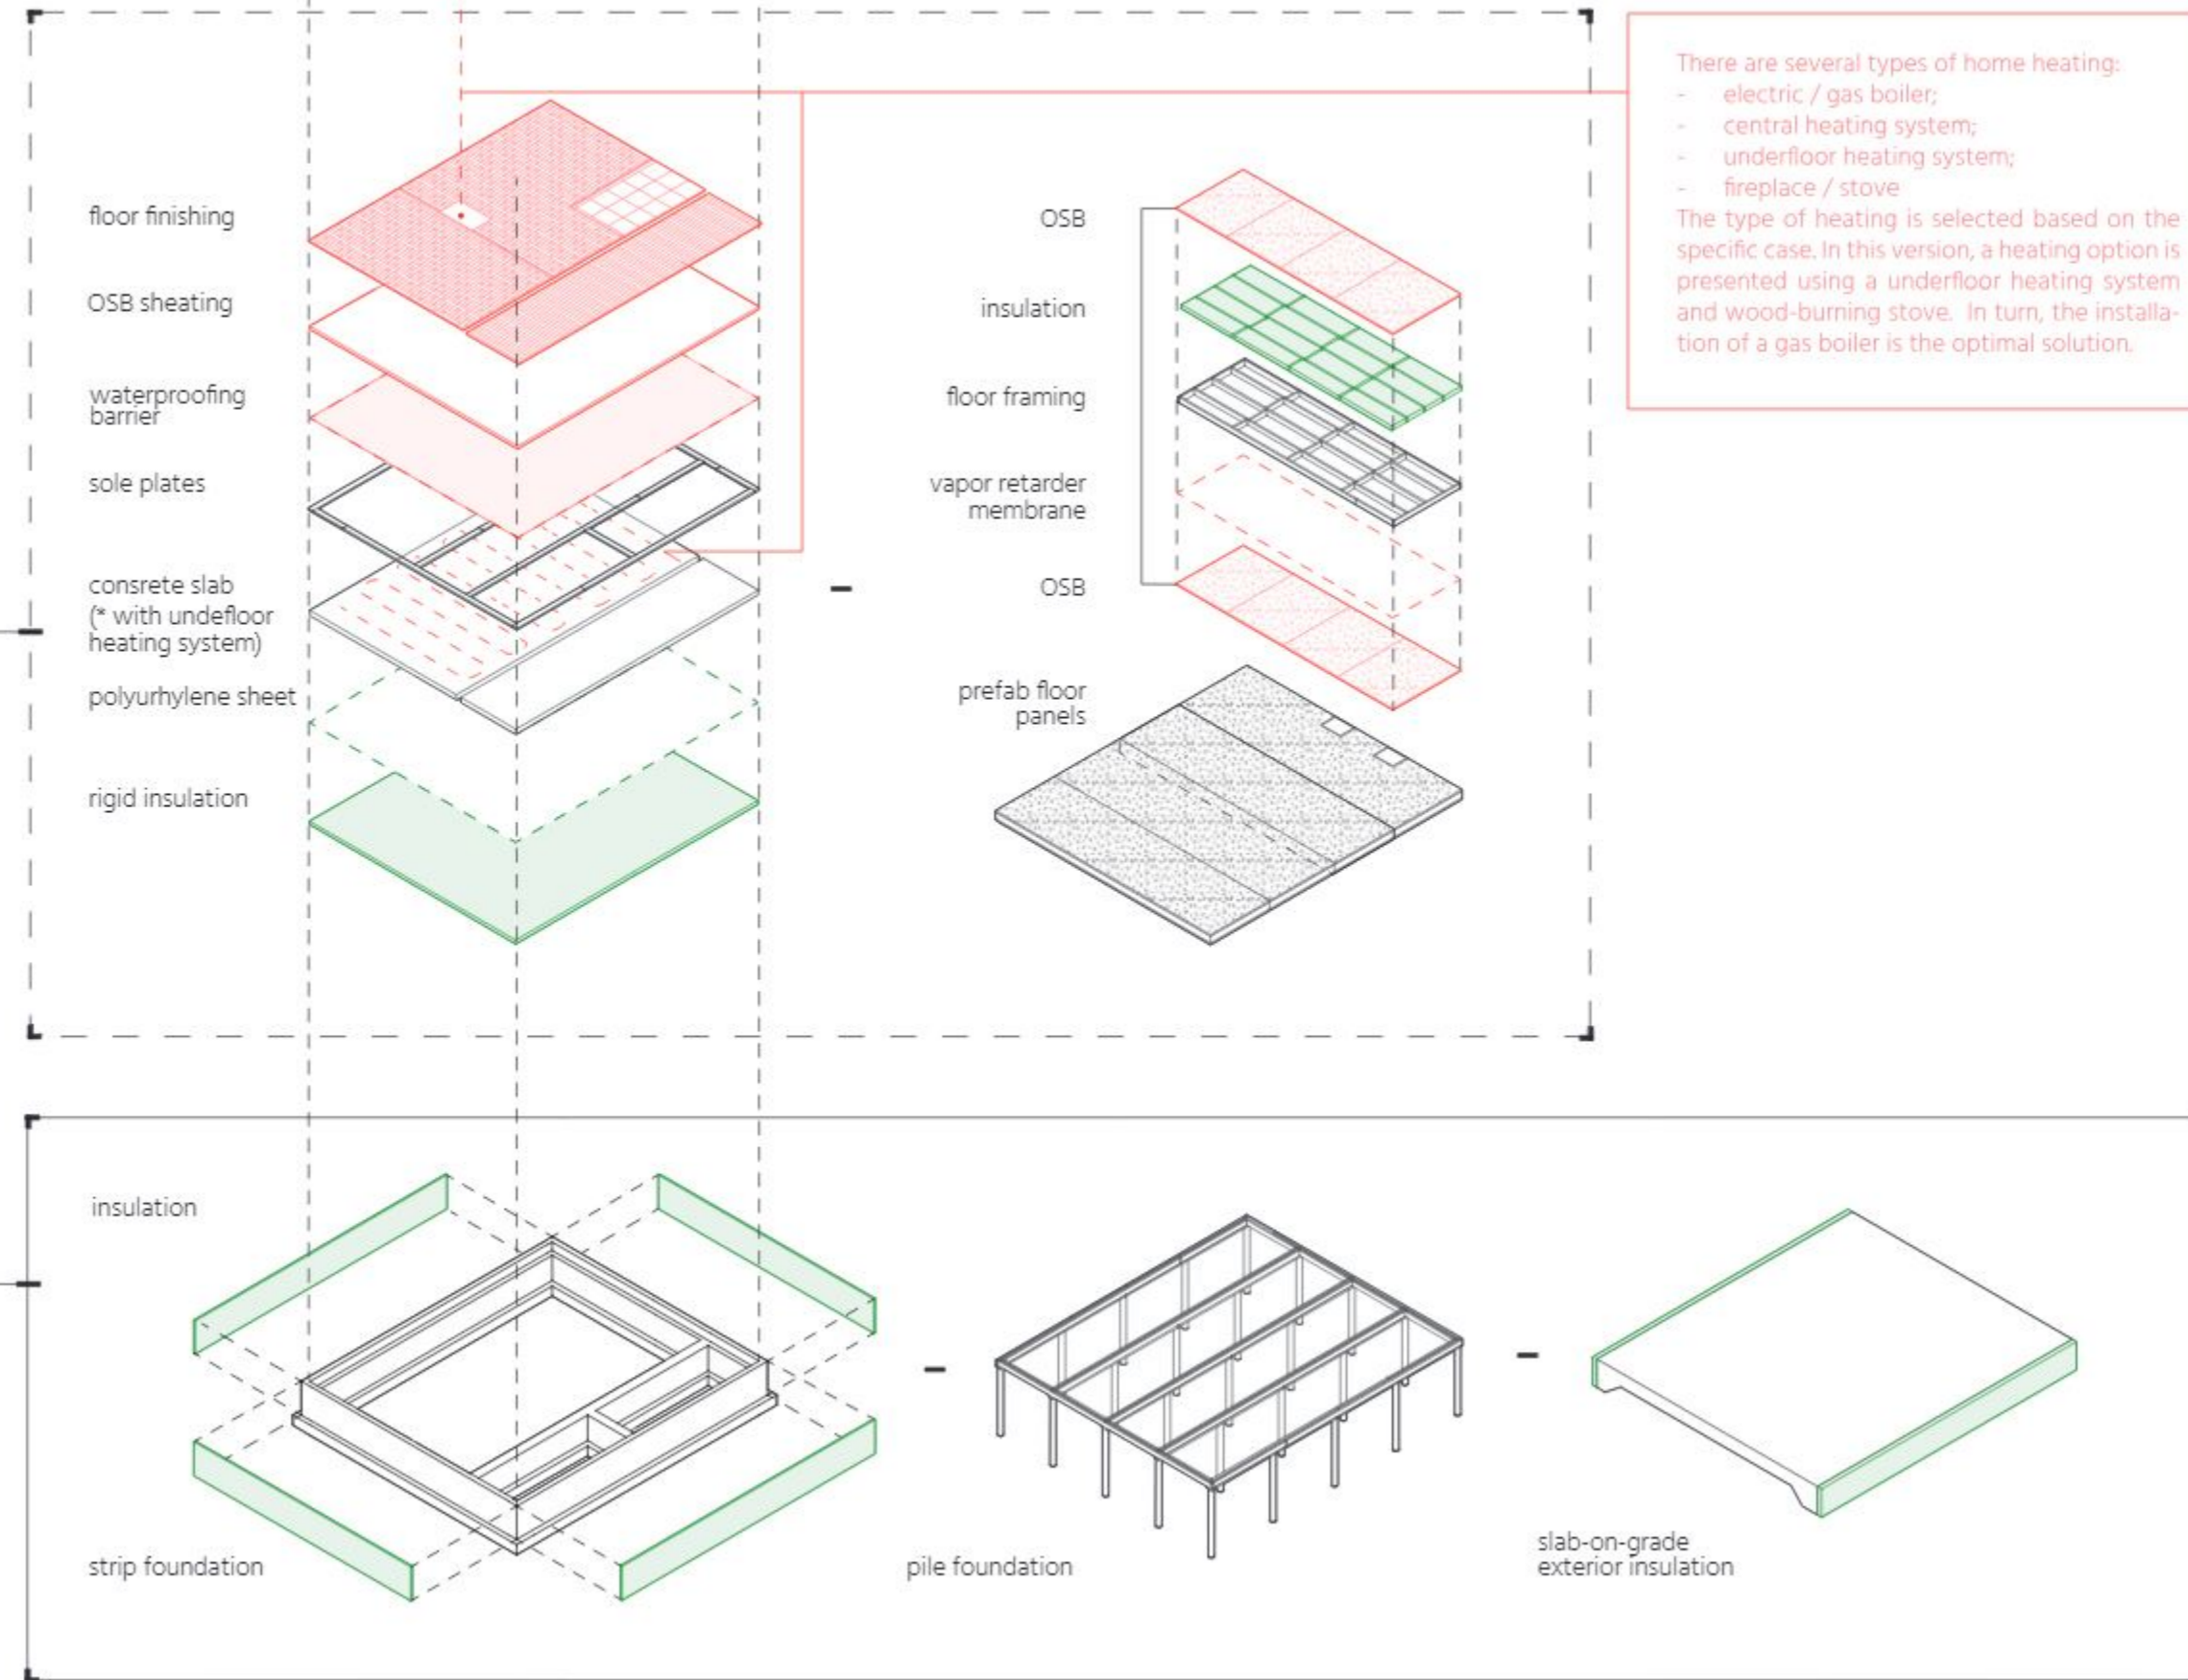 There are several types of home heating:
- electric / gas boiler;
- central heating system;
- underfloor heating system;
- fireplace / stove
The type of heating is selected based on the
specific case. In this version, a heating option is
presented using a underfloor heating system
and wood-burning stove. In turn, the installa-
tion of a gas boiler is the optimal solution.
floor finishing
OSB sheating
waterproofing
barrier
sole plates
consrete slab
(* with undefloor
heating system)
polyurhylene sheet
rigid insulation
OSB
insulation
floor framing
vapor retarder
membrane
OSB
prefab floor
panels
insulation
strip foundation
pile foundation
slab-on-grade
exterior insulation